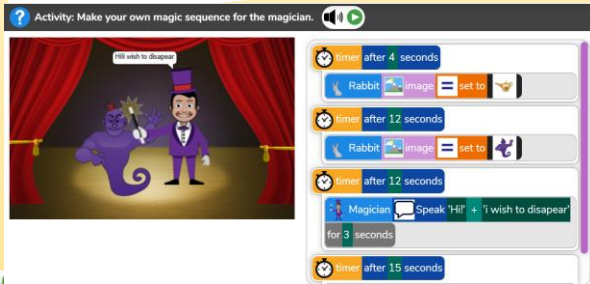 Activity: Make your own magic sequence for the magician.
Hi!i wish to disapear
timer after 4 seconds
Rabbit image = set to
timer after 12 seconds
Rabbit image = set to
timer after 12 seconds
Magician Speak 'Hi!' + 'i wish to disapear'
for 3 seconds
timer after 15 seconds